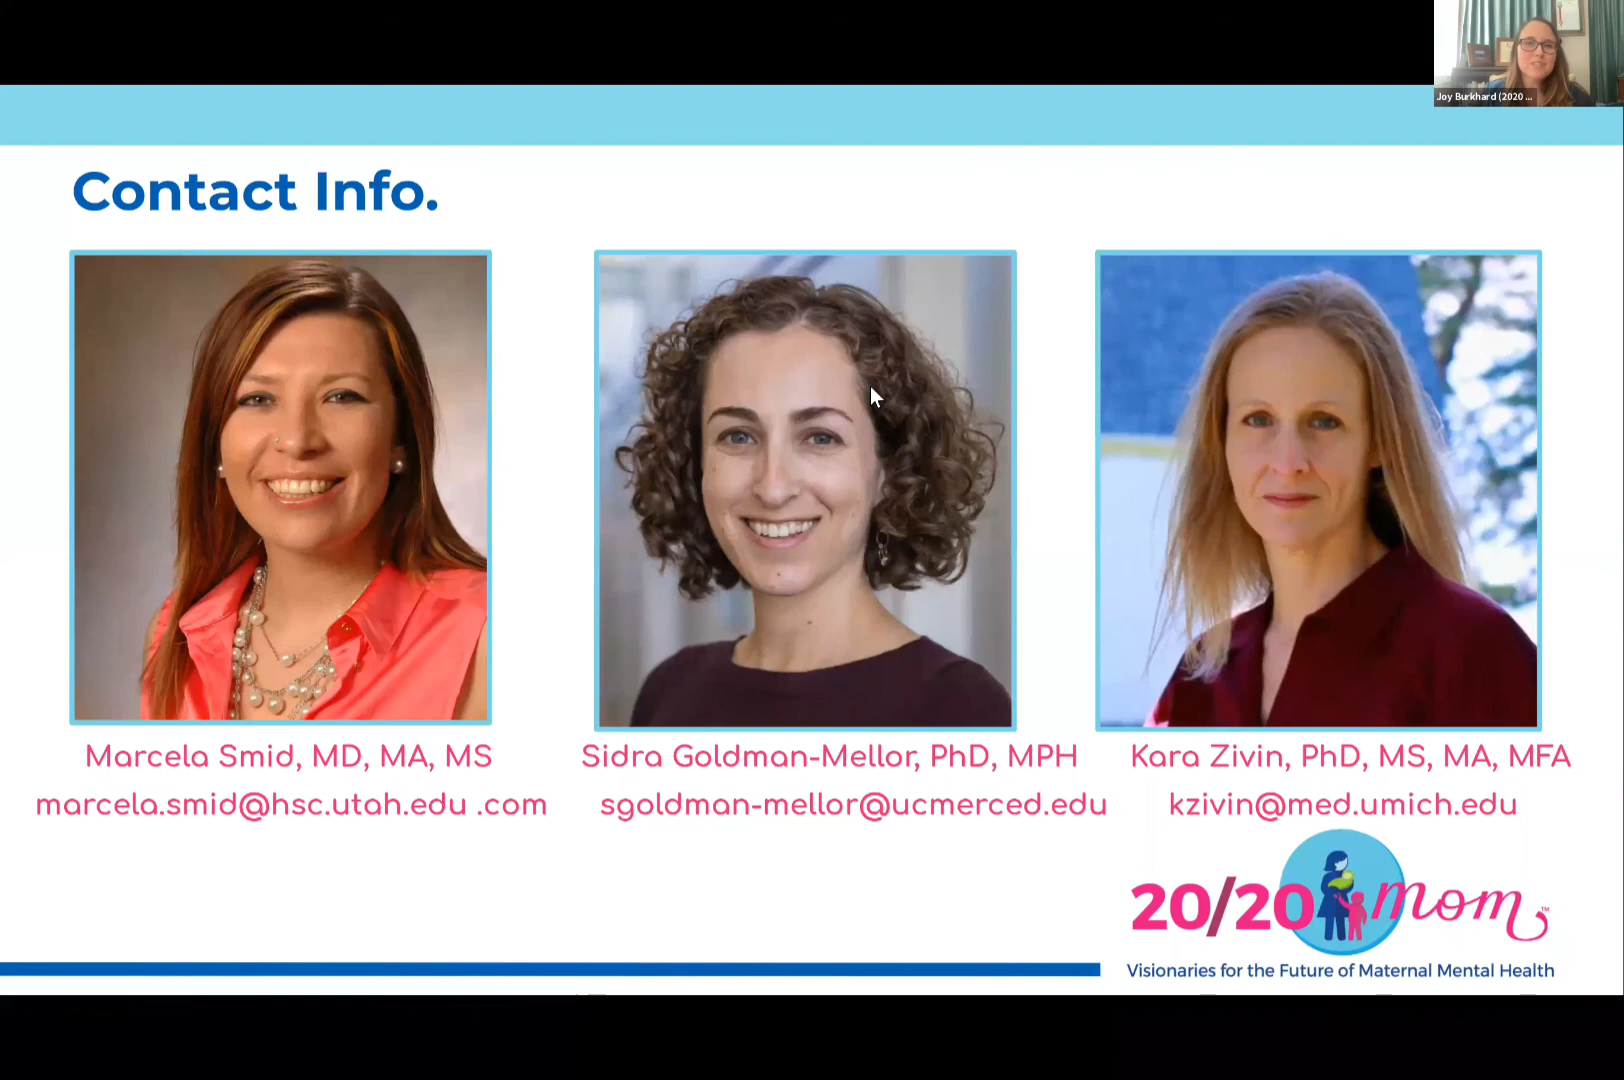 Joy Burkhard (2020 ...
Contact Info.
Marcela Smid, MD, MA, MS
marcela.smid@hsc.utah.edu .com
Sidra Goldman-Mellor, PhD, MPH
sgoldman-mellor@ucmerced.edu
Kara Zivin, PhD, MS, MA, MFA
kzivin@med.umich.edu
20/20 mom™
Visionaries for the Future of Maternal Mental Health